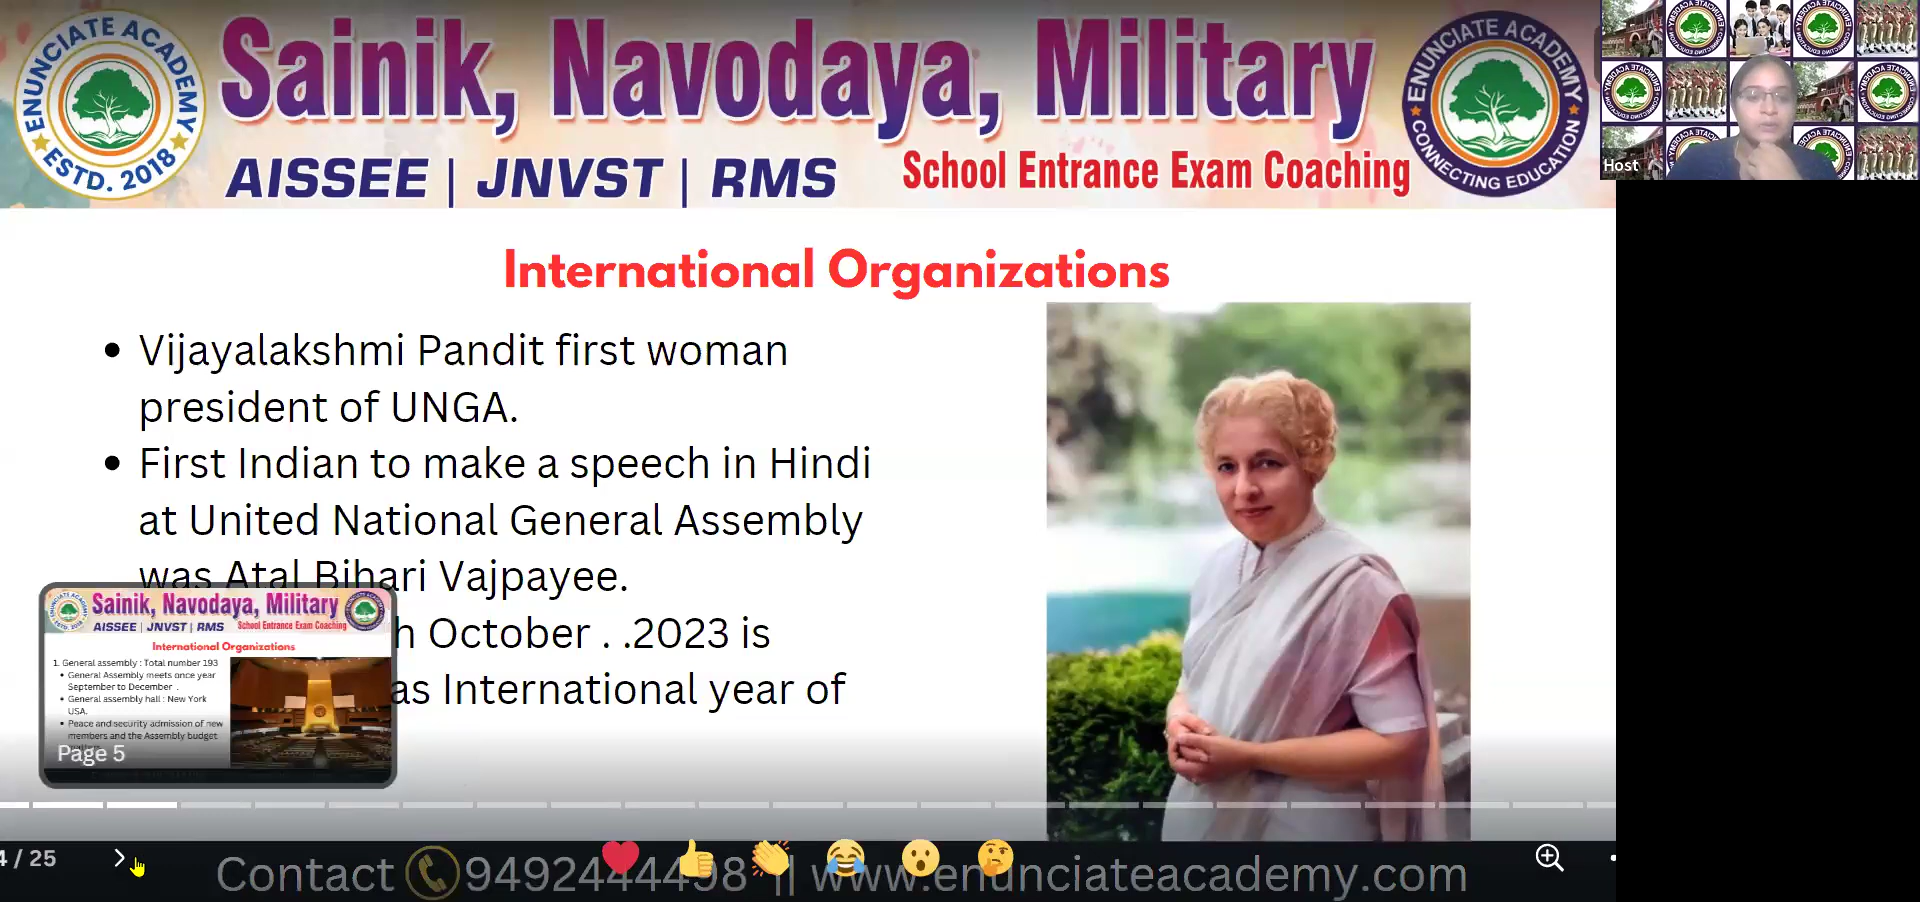 ENUNCIATE ACADEMY
ESTD. 2018
Sainik, Navodaya, Military
AISSEE | JNVST | RMS
School Entrance Exam Coaching
ENUNCIATE ACADEMY
CONNECTING EDUCATION
Host
International Organizations
Vijayalakshmi Pandit first woman
president of UNGA.
First Indian to make a speech in Hindi
at United National General Assembly
was Atal Bihari Vajpayee.
h October . .2023 is
as International year of
Sainik, Navodaya, Military
AISSEE | JNVST | RMS
School Entrance Exam Coaching
International Organizations
1. General assembly : Total number 193
General Assembly meets once year
September to December .
General assembly hall : New York
USA.
Peace and security admission of new
members and the Assembly budget
Page 5
4 / 25
Contact 9492444498 || www.enunciateacademy.com